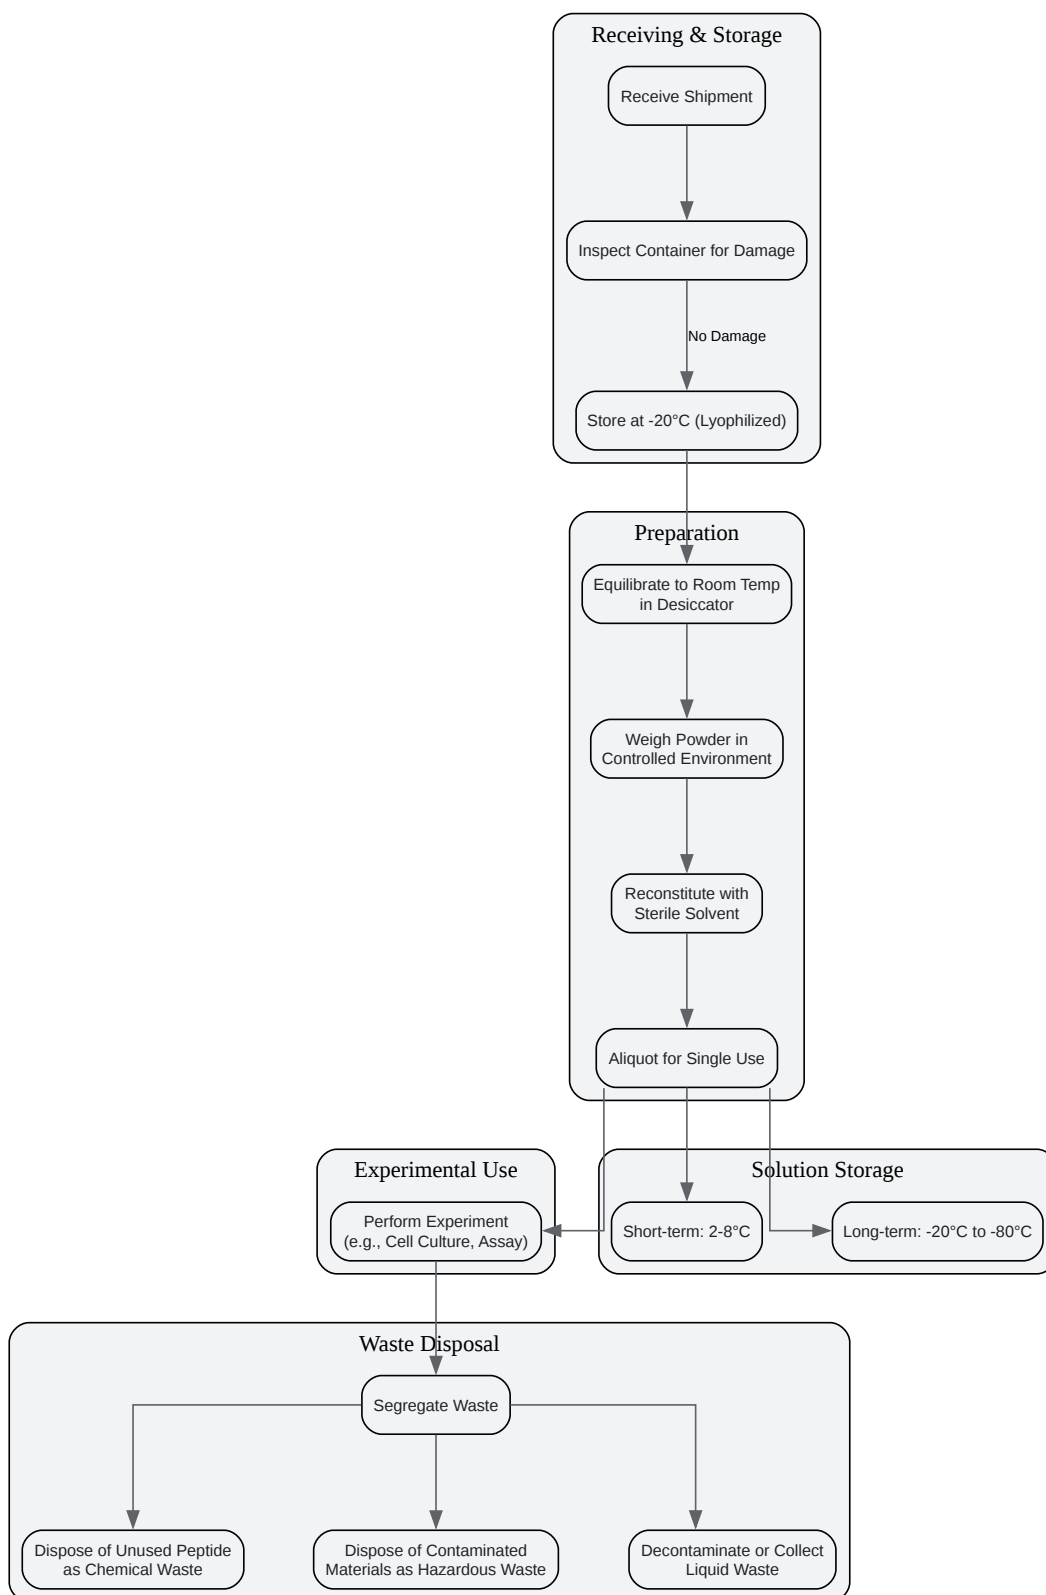 Receiving & Storage
Receive Shipment
Inspect Container for Damage
No Damage
Store at -20°C (Lyophilized)
Preparation
Equilibrate to Room Temp
in Desiccator
Weigh Powder in
Controlled Environment
Reconstitute with
Sterile Solvent
Aliquot for Single Use
Experimental Use
Perform Experiment
(e.g., Cell Culture, Assay)
Solution Storage
Short-term: 2-8°C
Long-term: -20°C to -80°C
Waste Disposal
Segregate Waste
Dispose of Unused Peptide
as Chemical Waste
Dispose of Contaminated
Materials as Hazardous Waste
Decontaminate or Collect
Liquid Waste